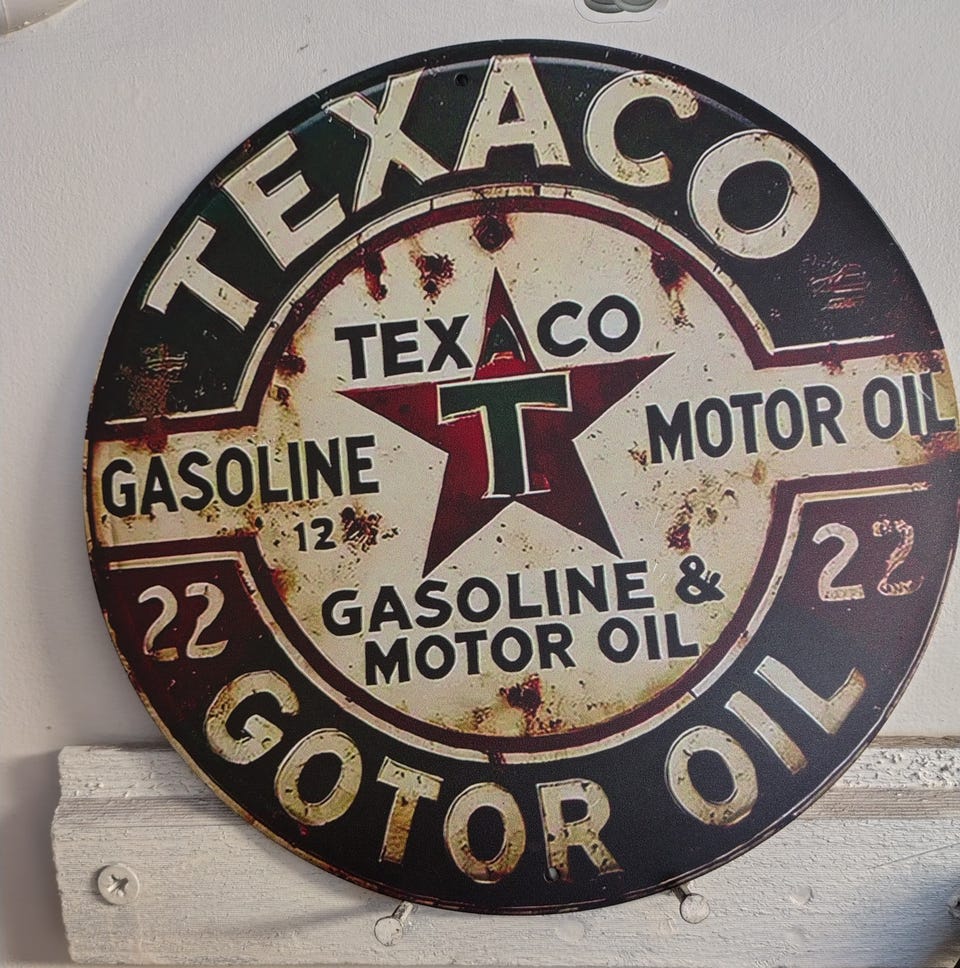 TEXACO
TEXACO
T
GASOLINE
MOTOR OIL
12
GASOLINE &
MOTOR OIL
22
22
GOTOR OIL